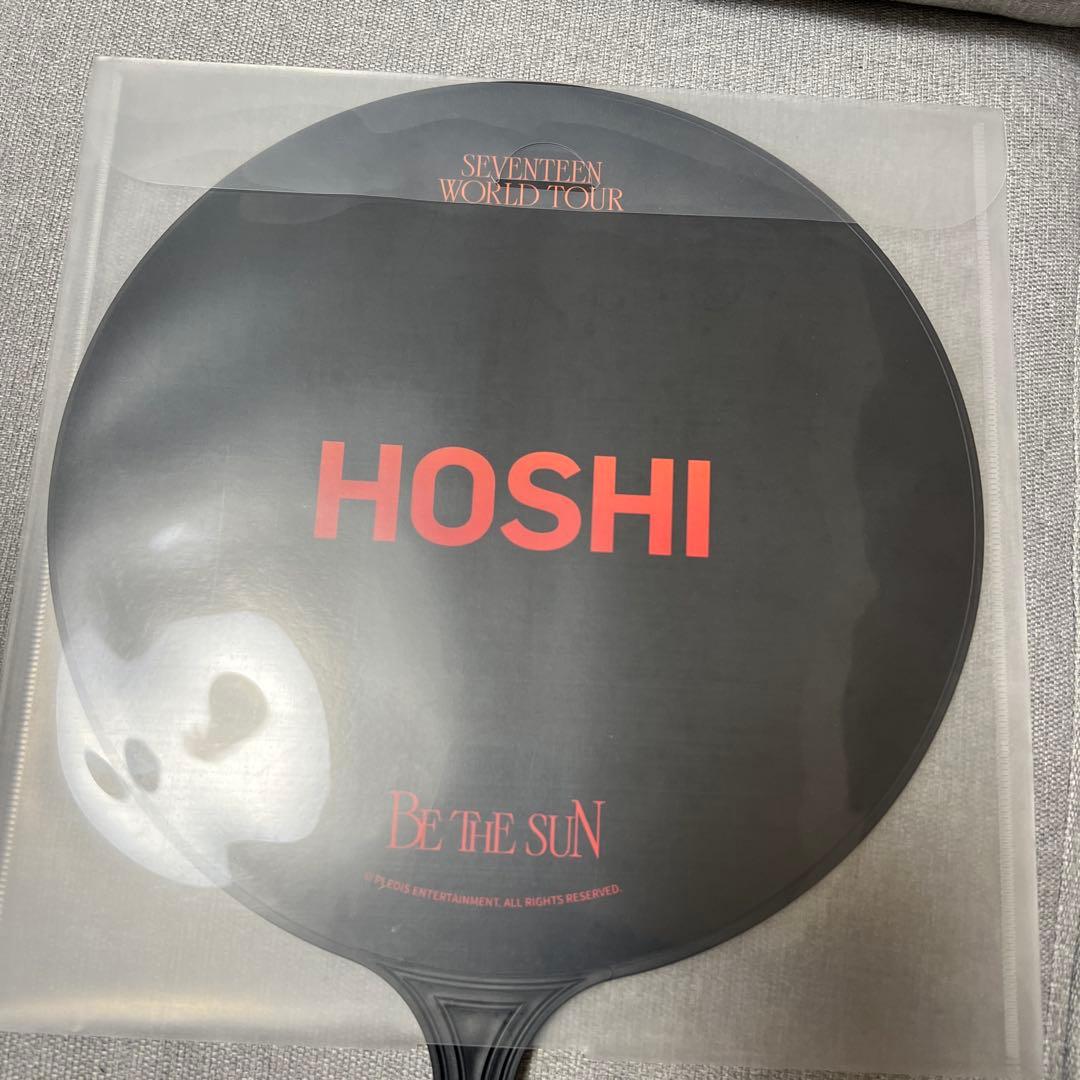 SEVENTEEN
WORLD TOUR
HOSHI
BE THE SUN
© PLEDIS ENTERTAINMENT. ALL RIGHTS RESERVED.